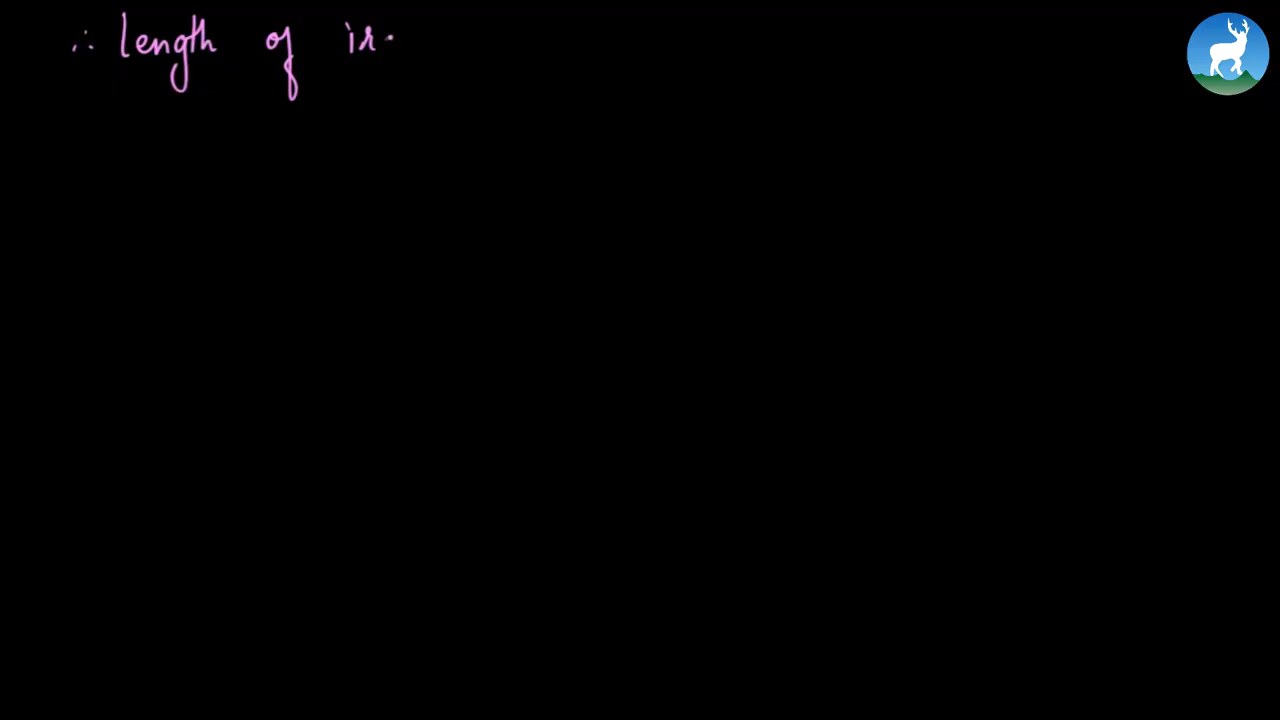 ∴ length of ir